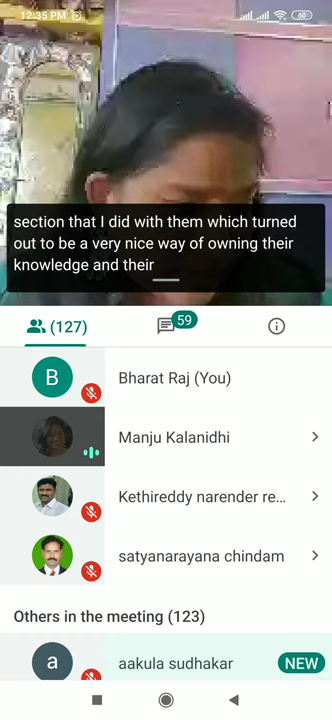 12:35 PM
60
section that I did with them which turned
out to be a very nice way of owning their
knowledge and their
(127)
59
B
Bharat Raj (You)
Manju Kalanidhi
Kethireddy narender re...
satyanarayana chindam
Others in the meeting (123)
a
aakula sudhakar
NEW